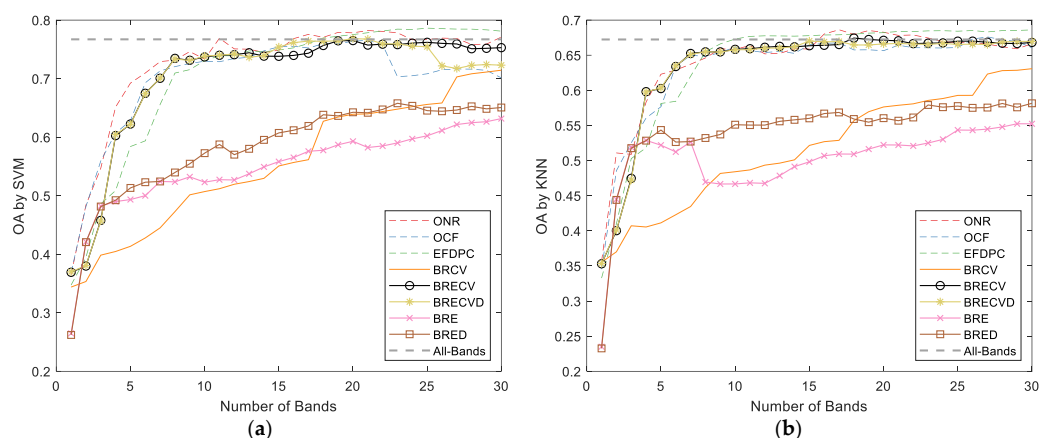 0.8
0.7
0.6
0.5
0.4
0.3
0.2
OA by SVM
0 5 10 15 20 25 30
Number of Bands
ONR
OCF
EFDPC
BRCV
BRECV
BRECVD
BRE
BRED
All-Bands
(a)
0.7
0.65
0.6
0.55
0.5
0.45
0.4
0.35
0.3
0.25
0.2
OA by KNN
0 5 10 15 20 25 30
Number of Bands
ONR
OCF
EFDPC
BRCV
BRECV
BRECVD
BRE
BRED
All-Bands
(b)